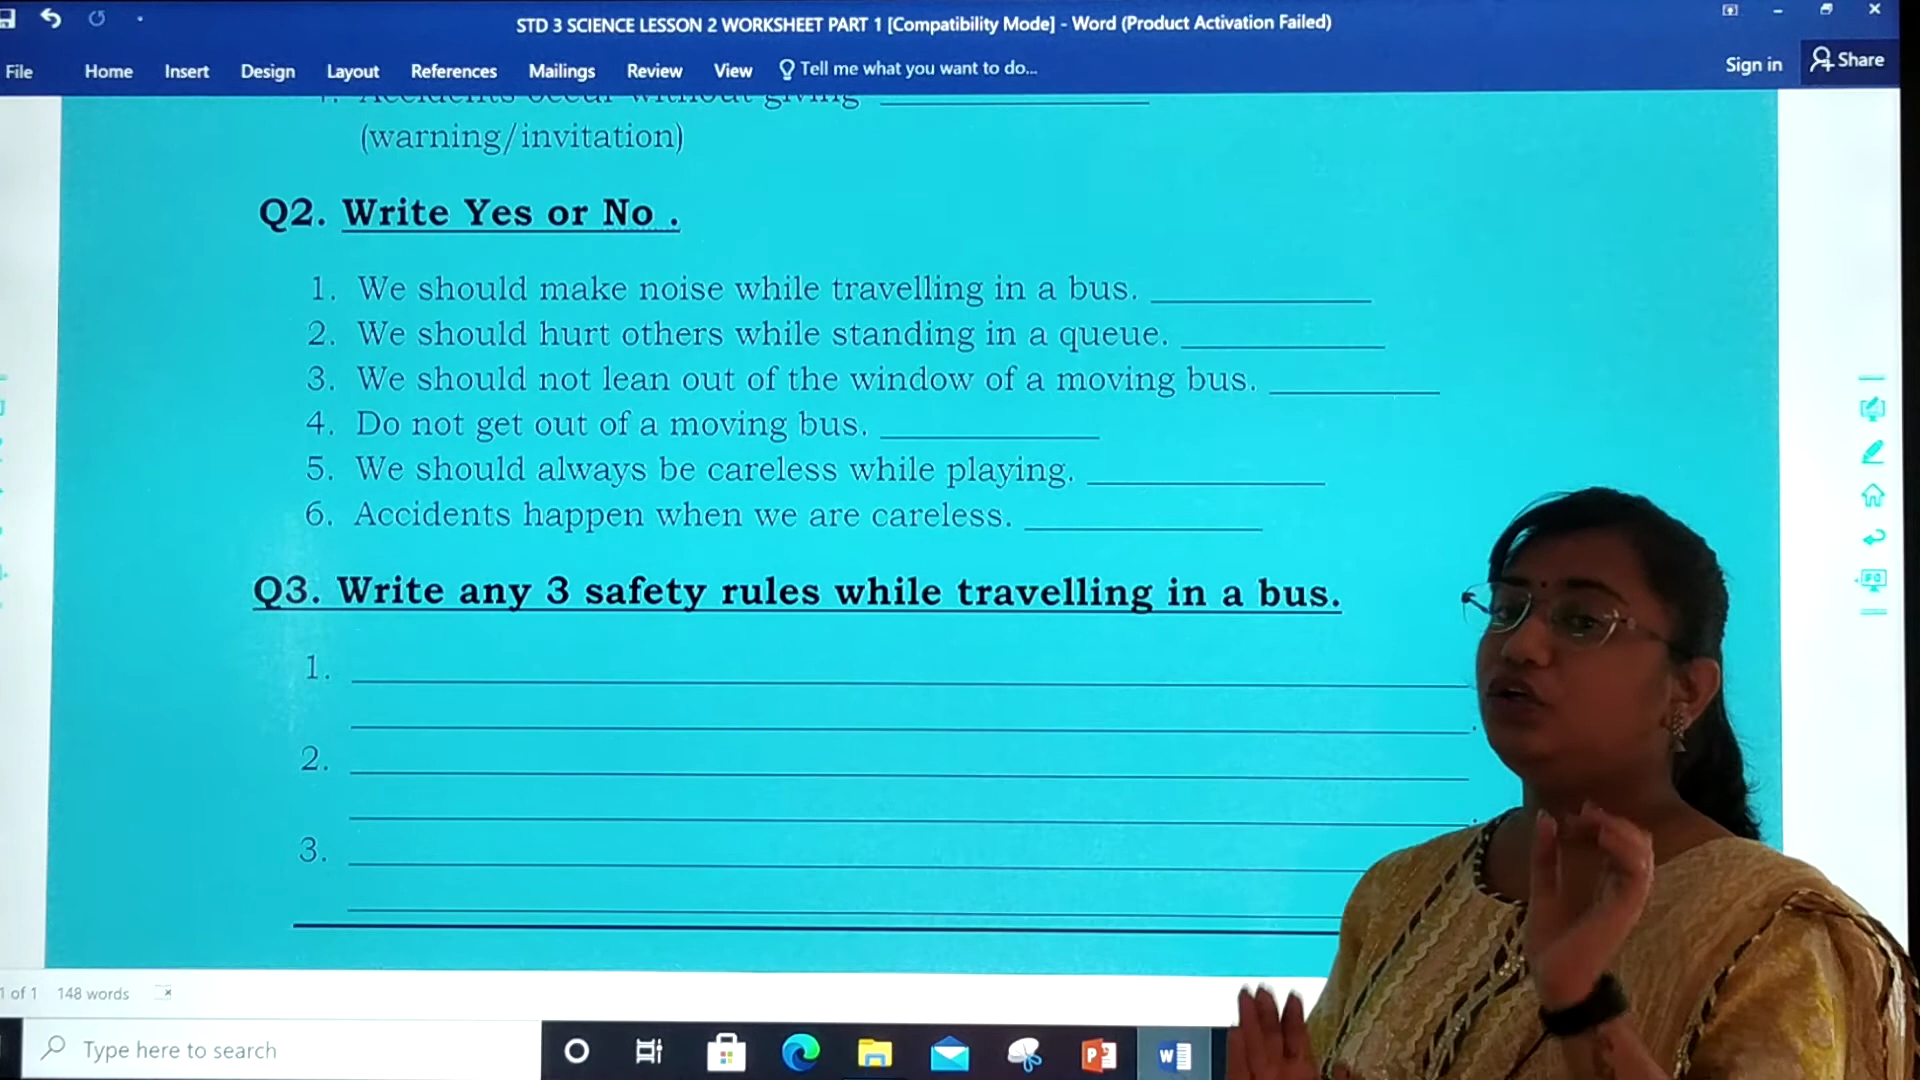 STD 3 SCIENCE LESSON 2 WORKSHEET PART 1 [Compatibility Mode] - Word (Product Activation Failed)
File Home Insert Design Layout References Mailings Review View Tell me what you want to do... Sign in Share
Accidents occur without giving
(warning/invitation)
Q2. Write Yes or No .
1. We should make noise while travelling in a bus.
2. We should hurt others while standing in a queue.
3. We should not lean out of the window of a moving bus.
4. Do not get out of a moving bus.
5. We should always be careless while playing.
6. Accidents happen when we are careless.
Q3. Write any 3 safety rules while travelling in a bus.
1.
2.
3.
1 of 1 148 words
Type here to search